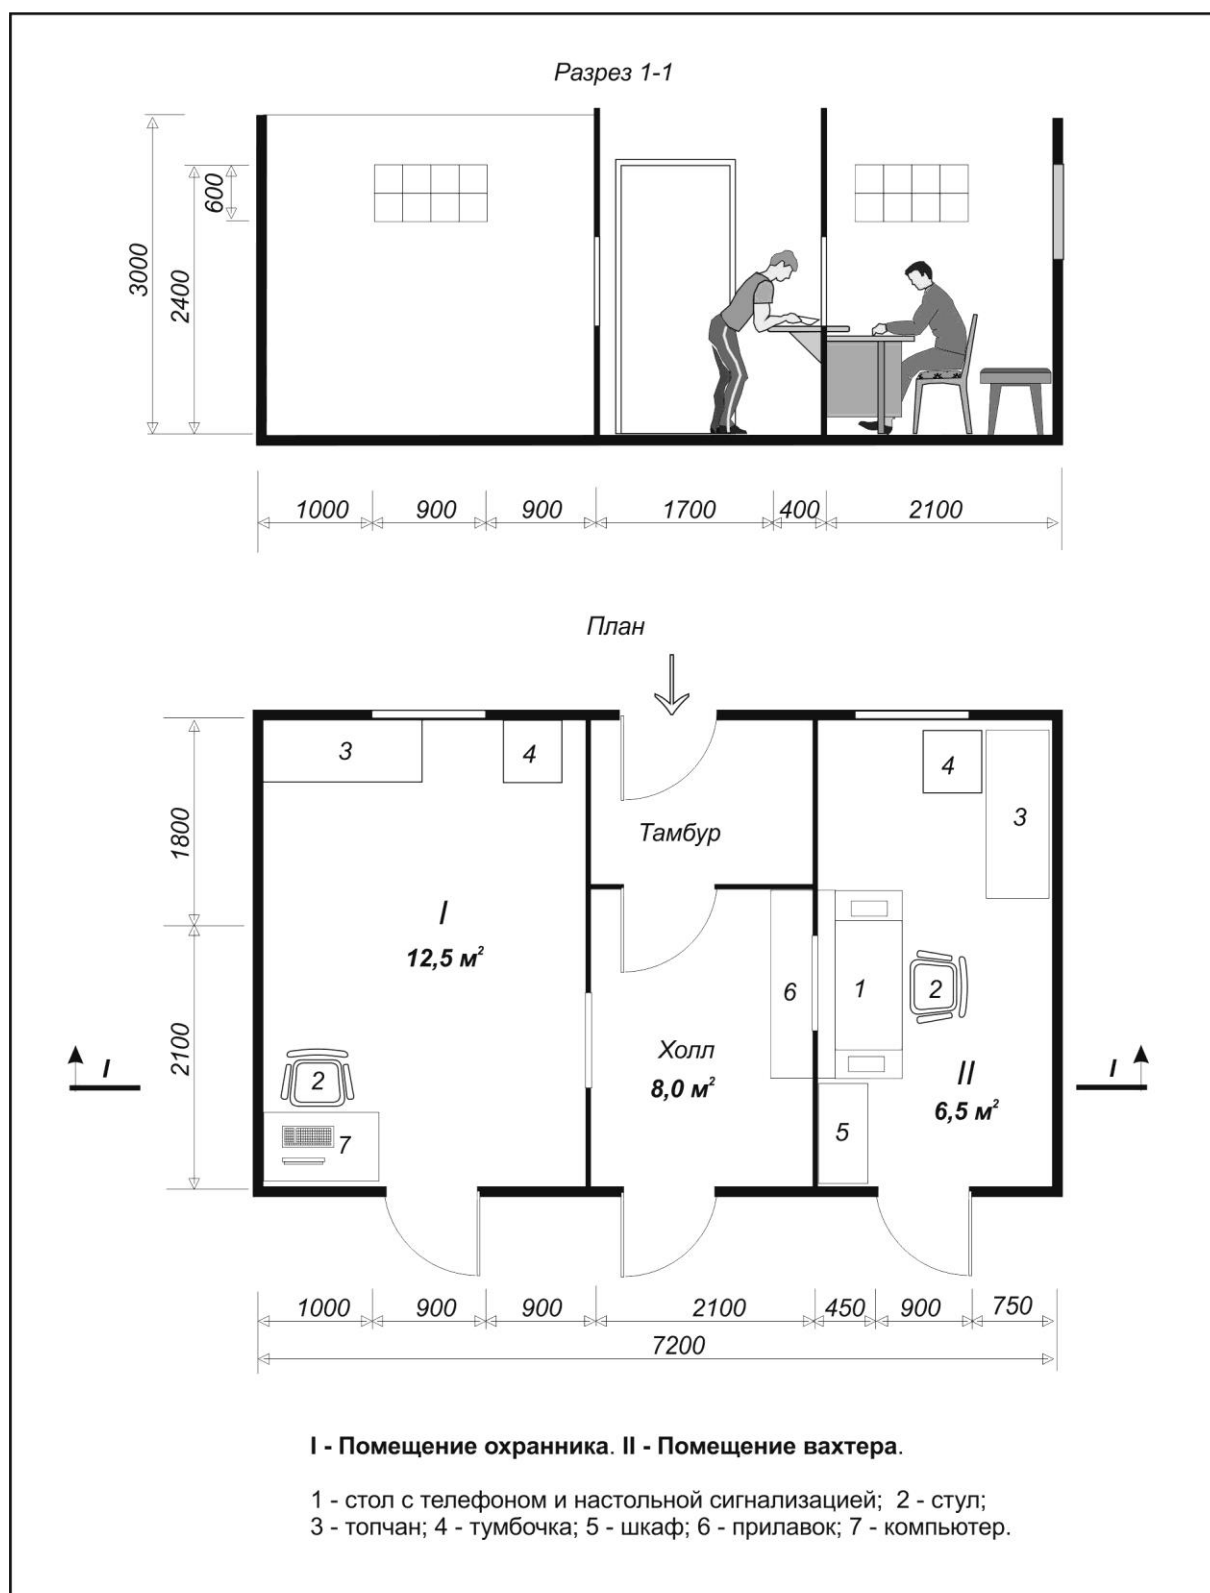 Разрез 1-1
3000
2400
600
1000 900 900 1700 400 2100
План
3 4 4 3
Тамбур
1800
I
12,5 м²
2100
6 1 2
Холл
8,0 м²
I I
2
II
6,5 м²
7 5
1000 900 900 2100 450 900 750
7200
I - Помещение охранника. II - Помещение вахтера.
1 - стол с телефоном и настольной сигнализацией; 2 - стул;
3 - топчан; 4 - тумбочка; 5 - шкаф; 6 - прилавок; 7 - компьютер.